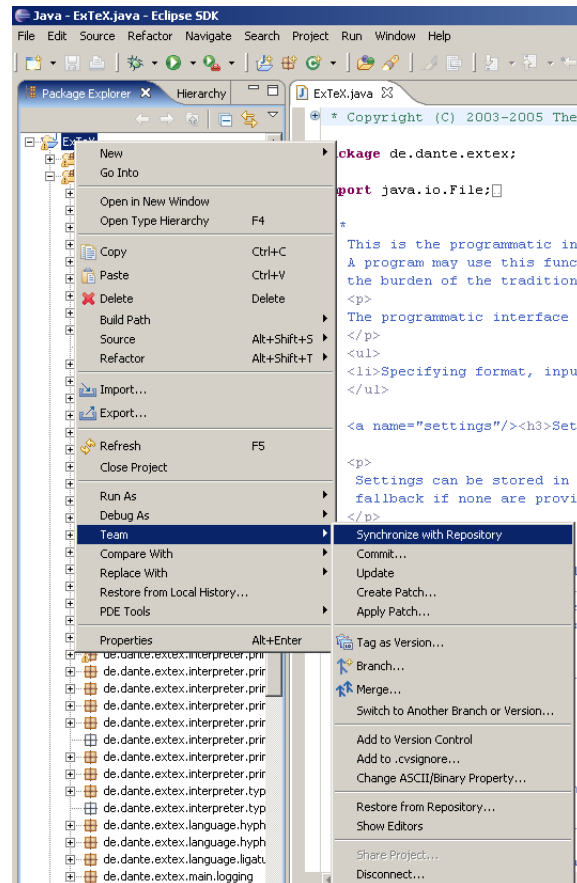 Java - ExTeX.java - Eclipse SDK
File Edit Source Refactor Navigate Search Project Run Window Help
Package Explorer Hierarchy
ExTeX.java
* Copyright (C) 2003-2005 The
ExTeX
ckage de.dante.extex;
port java.io.File;
*
This is the programmatic in
A program may use this func
the burden of the tradition
<p>
The programmatic interface
</p>
<ul>
<li>Specifying format, inpu
</ul>
<a name="settings"/><h3>Set
<p>
Settings can be stored in
fallback if none are provi
</p>
New
Go Into
Open in New Window
Open Type Hierarchy F4
Copy Ctrl+C
Paste Ctrl+V
Delete Delete
Build Path
Source Alt+Shift+S
Refactor Alt+Shift+T
Import...
Export...
Refresh F5
Close Project
Run As
Debug As
Team
Compare With
Replace With
Restore from Local History...
PDE Tools
Properties Alt+Enter
Synchronize with Repository
Commit...
Update
Create Patch...
Apply Patch...
Tag as Version...
Branch...
Merge...
Switch to Another Branch or Version...
Add to Version Control
Add to .cvsignore...
Change ASCII/Binary Property...
Restore from Repository...
Show Editors
Share Project...
Disconnect...
de.dante.extex.interpreter.prir
de.dante.extex.interpreter.prir
de.dante.extex.interpreter.prir
de.dante.extex.interpreter.prir
de.dante.extex.interpreter.prir
de.dante.extex.interpreter.prir
de.dante.extex.interpreter.prir
de.dante.extex.interpreter.typ
de.dante.extex.interpreter.typ
de.dante.extex.language.hyph
de.dante.extex.language.hyph
de.dante.extex.language.ligatu
de.dante.extex.main.logging